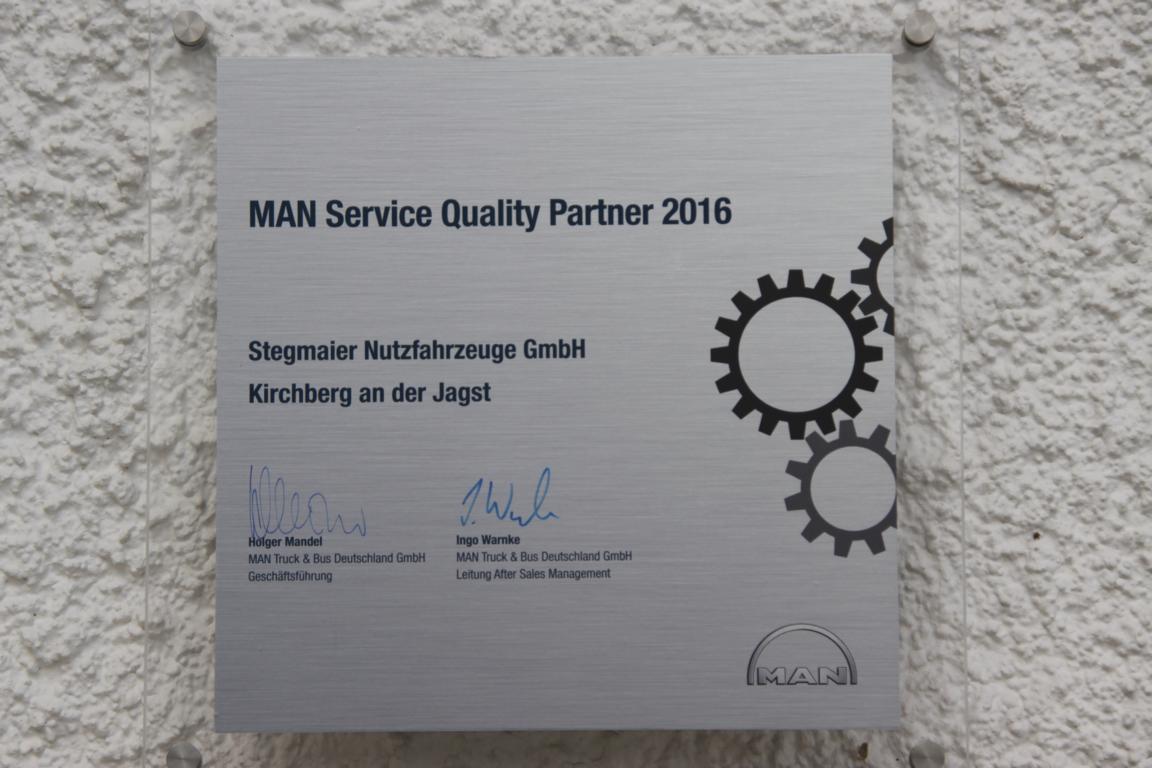 MAN Service Quality Partner 2016
Stegmaier Nutzfahrzeuge GmbH
Kirchberg an der Jagst
Holger Mandel
MAN Truck & Bus Deutschland GmbH
Geschäftsführung
I. Warnke
Ingo Warnke
MAN Truck & Bus Deutschland GmbH
Leitung After Sales Management
MAN